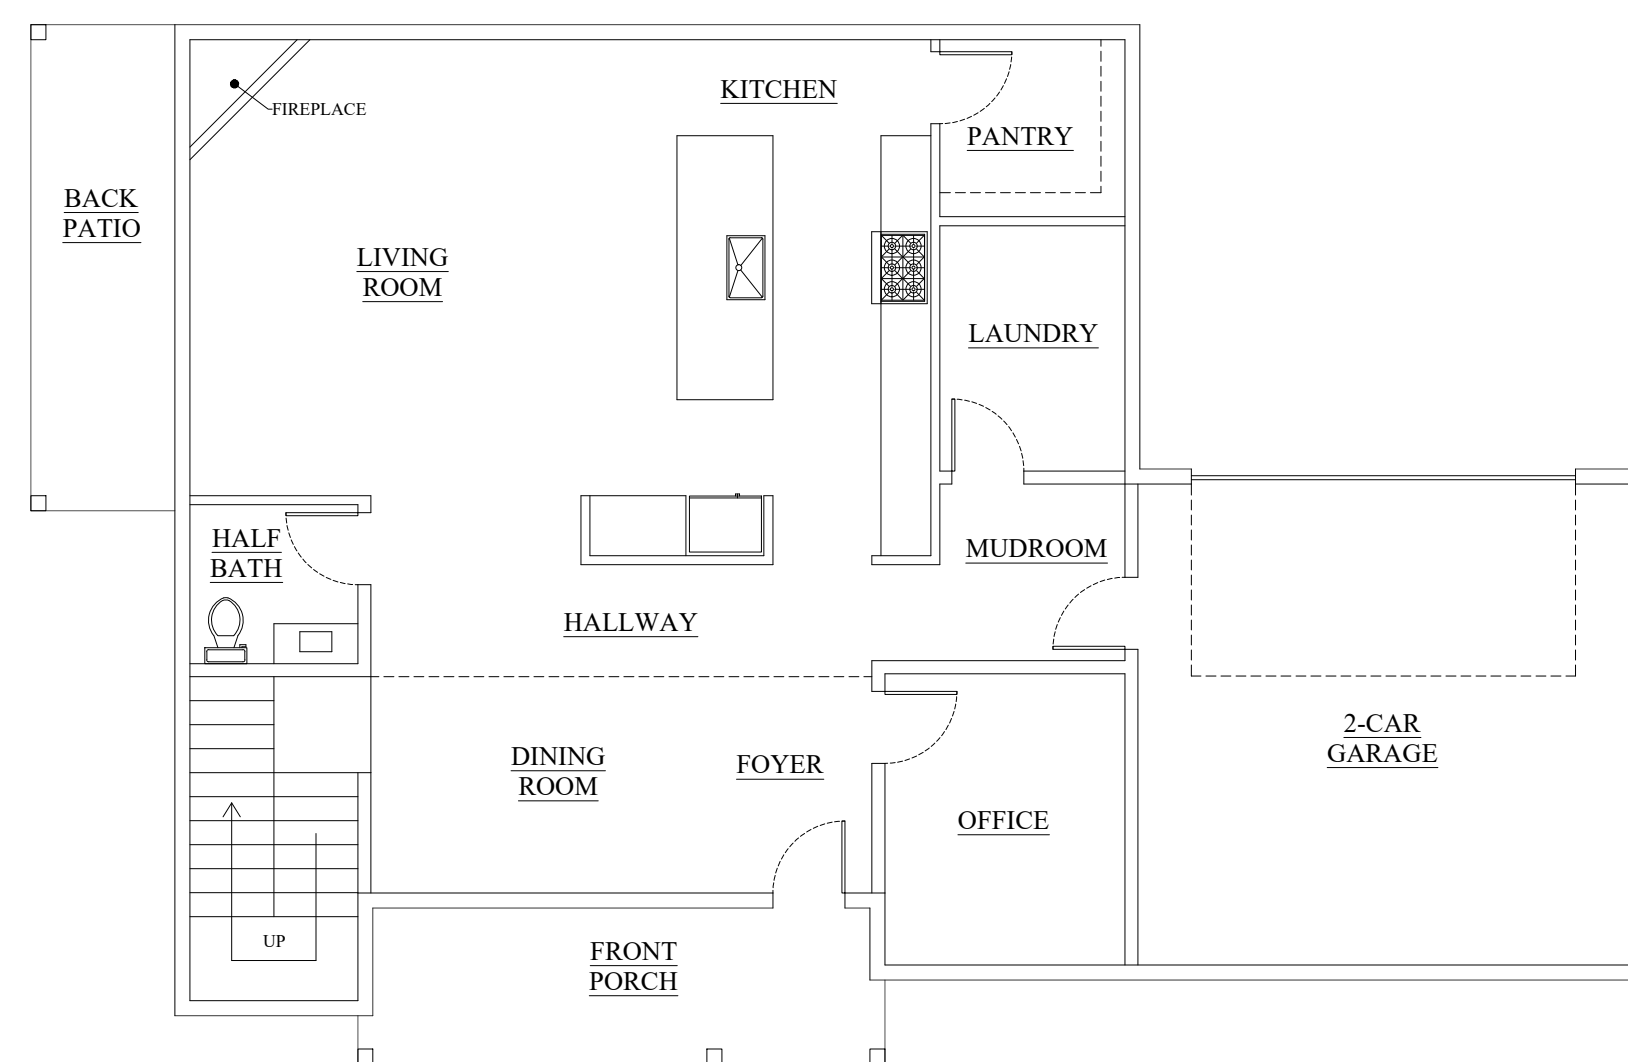 KITCHEN
FIREPLACE
PANTRY
BACK
PATIO
LIVING
ROOM
LAUNDRY
HALF
BATH
MUDROOM
HALLWAY
2-CAR
GARAGE
DINING
ROOM
FOYER
OFFICE
UP
FRONT
PORCH